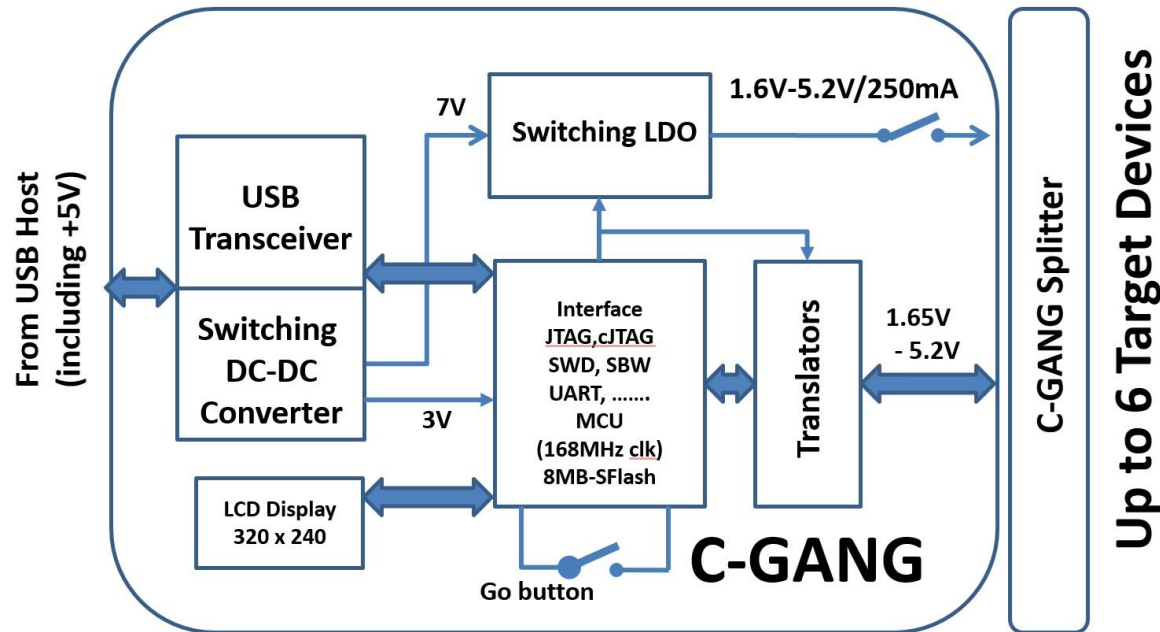 From USB Host
(including +5V)
USB
Transceiver
Switching
DC-DC
Converter
7V
3V
Switching LDO
1.6V-5.2V/250mA
Interface
JTAG,cJTAG
SWD, SBW
UART, .......
MCU
(168MHz clk)
8MB-SFlash
Translators
1.65V
- 5.2V
LCD Display
320 x 240
Go button
C-GANG
C-GANG Splitter
Up to 6 Target Devices